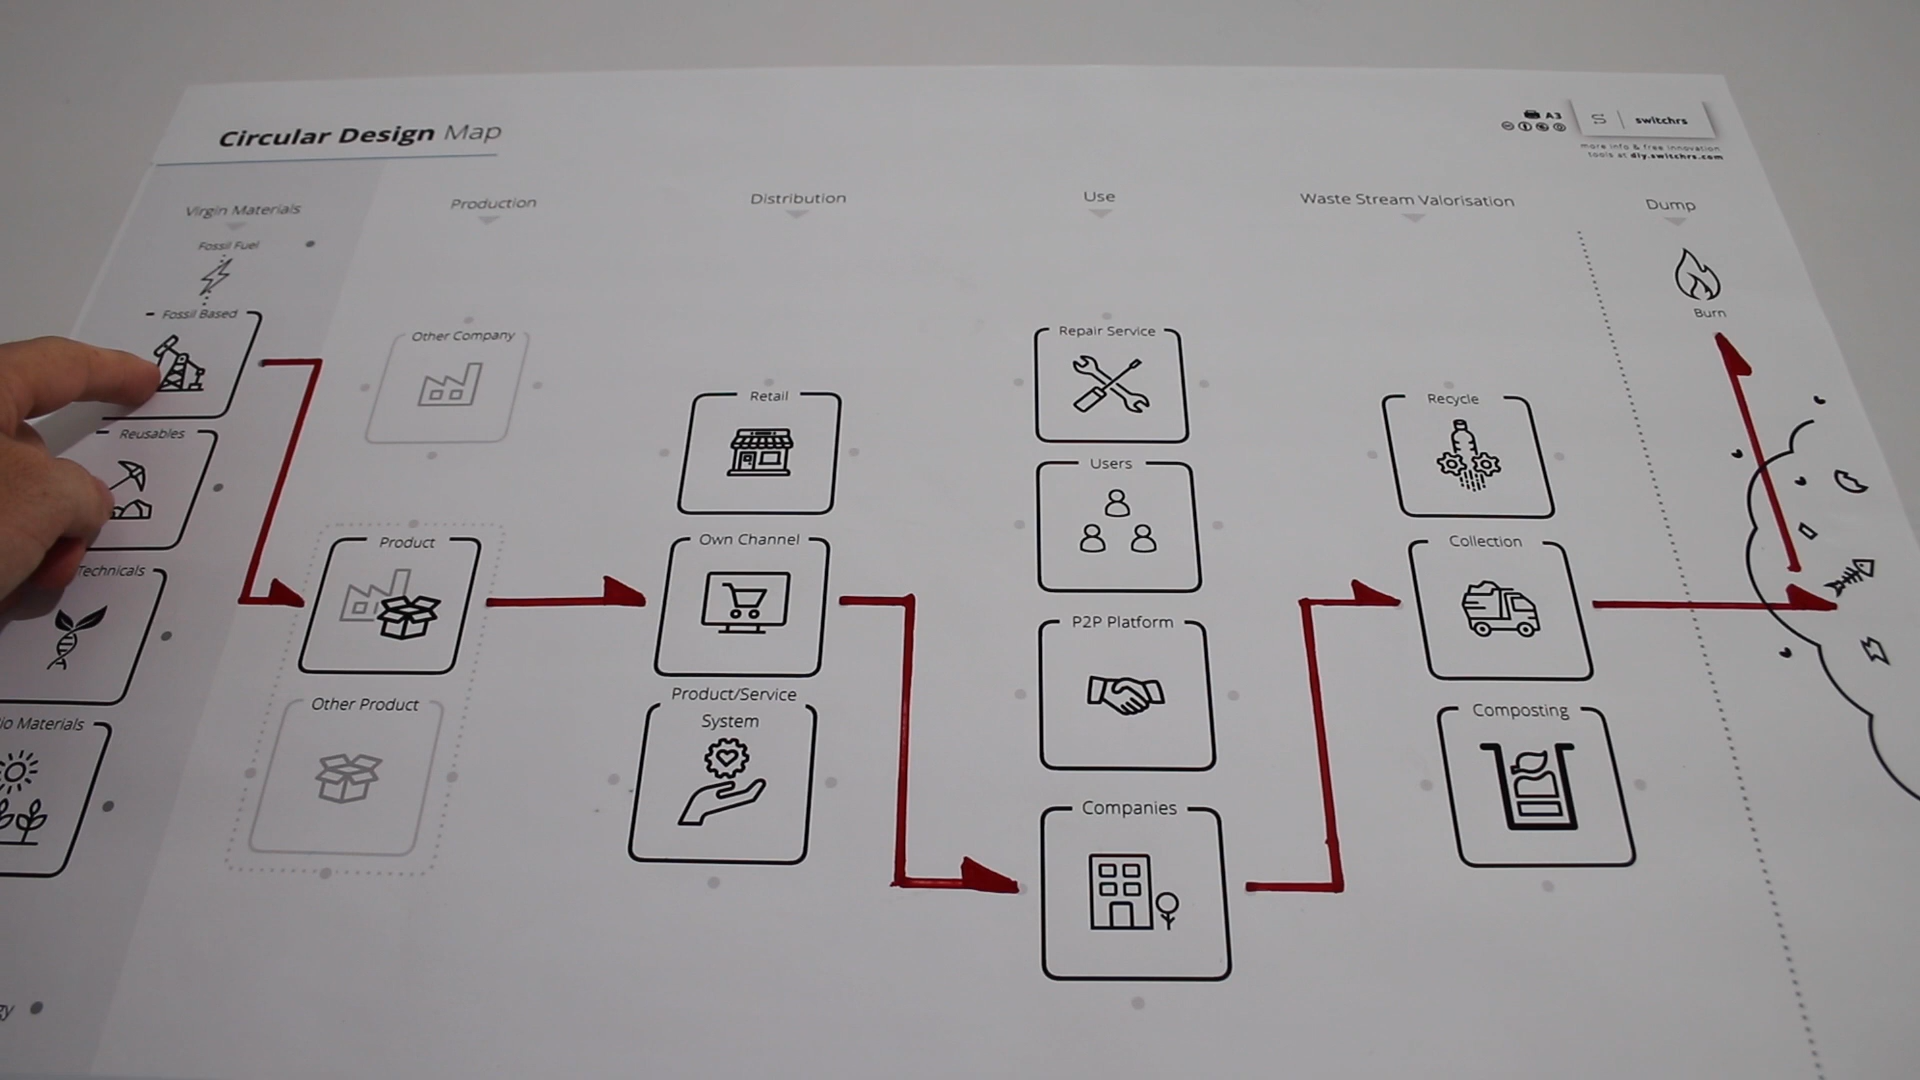 Circular Design Map
A3
S | switchrs
more info & free innovation
tools at diy.switchrs.com
Virgin Materials
Production
Distribution
Use
Waste Stream Valorisation
Dump
Fossil Fuel
Fossil Based
Reusables
Technicals
io Materials
gy
Other Company
Product
Other Product
Retail
Own Channel
Product/Service
System
Repair Service
Users
P2P Platform
Companies
Recycle
Collection
Composting
Burn